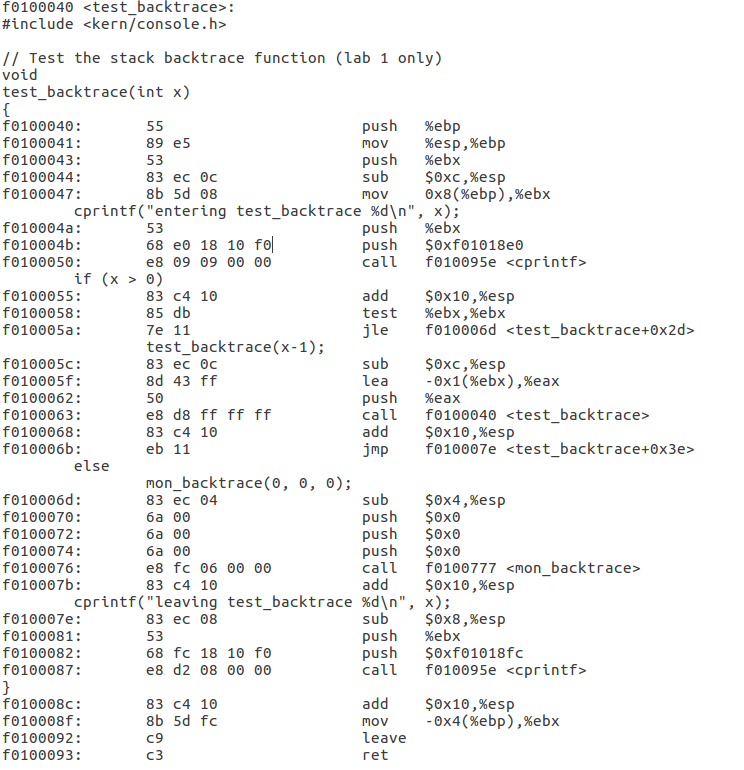 f0100040 <test_backtrace>:
#include <kern/console.h>

// Test the stack backtrace function (lab 1 only)
void
test_backtrace(int x)
{
f0100040:	55	push   %ebp
f0100041:	89 e5	mov    %esp,%ebp
f0100043:	53	push   %ebx
f0100044:	83 ec 0c	sub    $0xc,%esp
f0100047:	8b 5d 08	mov    0x8(%ebp),%ebx
	cprintf("entering test_backtrace %d\n", x);
f010004a:	53	push   %ebx
f010004b:	68 e0 18 10 f0	push   $0xf01018e0
f0100050:	e8 09 09 00 00	call   f010095e <cprintf>
	if (x > 0)
f0100055:	83 c4 10	add    $0x10,%esp
f0100058:	85 db	test   %ebx,%ebx
f010005a:	7e 11	jle    f010006d <test_backtrace+0x2d>
		test_backtrace(x-1);
f010005c:	83 ec 0c	sub    $0xc,%esp
f010005f:	8d 43 ff	lea    -0x1(%ebx),%eax
f0100062:	50	push   %eax
f0100063:	e8 d8 ff ff ff	call   f0100040 <test_backtrace>
f0100068:	83 c4 10	add    $0x10,%esp
f010006b:	eb 11	jmp    f010007e <test_backtrace+0x3e>
	else
		mon_backtrace(0, 0, 0);
f010006d:	83 ec 04	sub    $0x4,%esp
f0100070:	6a 00	push   $0x0
f0100072:	6a 00	push   $0x0
f0100074:	6a 00	push   $0x0
f0100076:	e8 fc 06 00 00	call   f0100777 <mon_backtrace>
f010007b:	83 c4 10	add    $0x10,%esp
	cprintf("leaving test_backtrace %d\n", x);
f010007e:	83 ec 08	sub    $0x8,%esp
f0100081:	53	push   %ebx
f0100082:	68 fc 18 10 f0	push   $0xf01018fc
f0100087:	e8 d2 08 00 00	call   f010095e <cprintf>
}
f010008c:	83 c4 10	add    $0x10,%esp
f010008f:	8b 5d fc	mov    -0x4(%ebp),%ebx
f0100092:	c9	leave
f0100093:	c3	ret